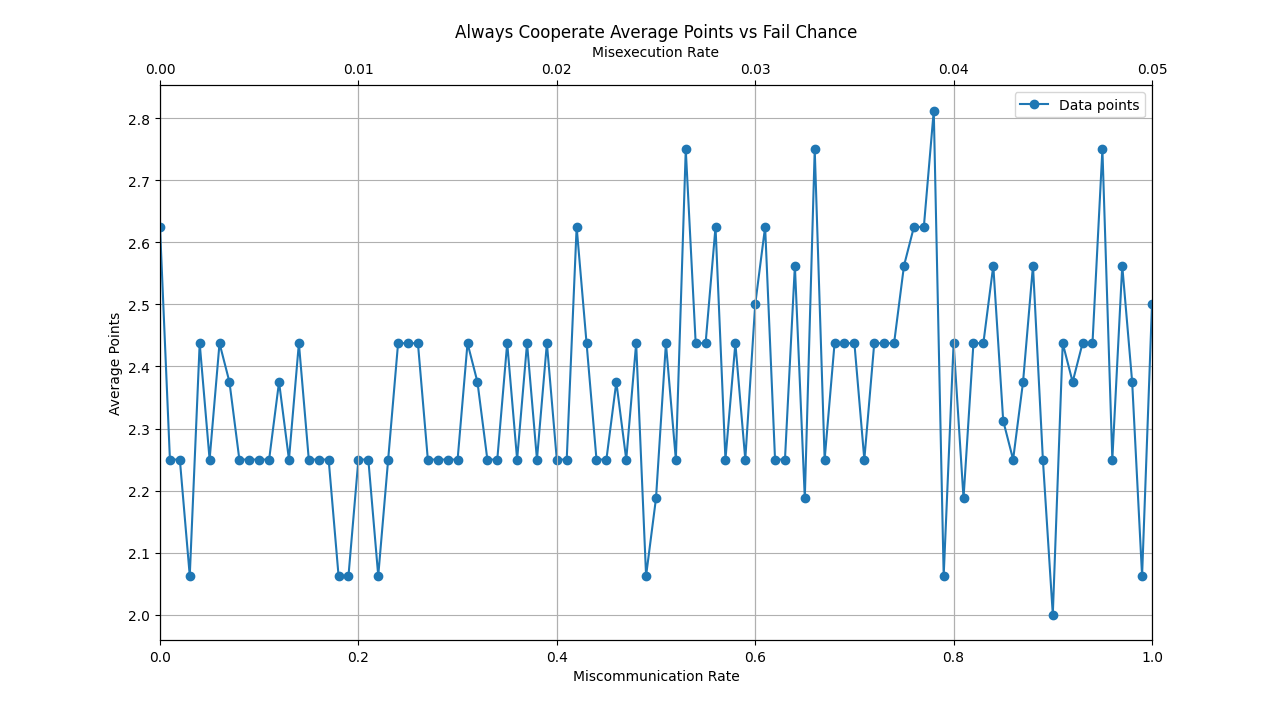 Always Cooperate Average Points vs Fail Chance
Misexecution Rate
0.00 0.01 0.02 0.03 0.04 0.05
Data points
2.8
2.7
2.6
2.5
2.4
2.3
2.2
2.1
2.0
Average Points
0.0 0.2 0.4 0.6 0.8 1.0
Miscommunication Rate